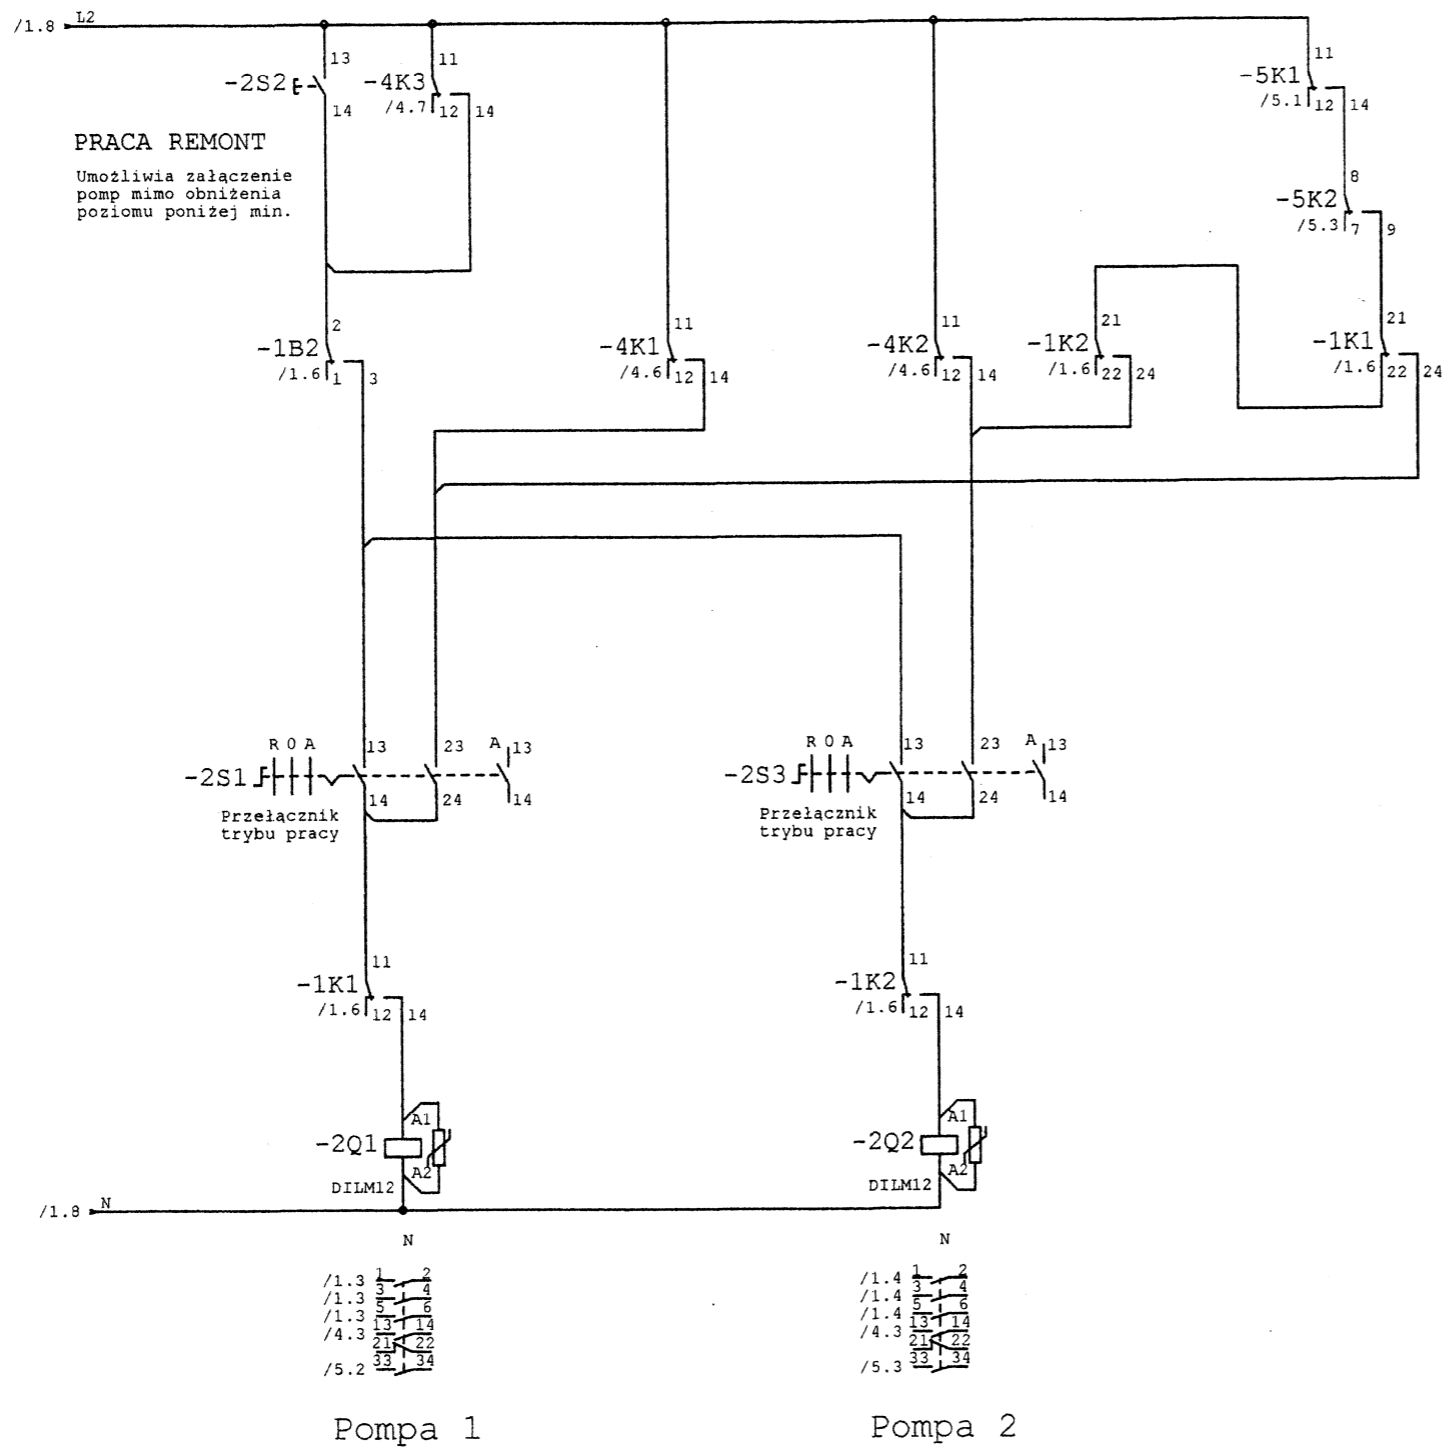 /1.8 L2
13
-2S2
14
11
-4K3
/4.7 12 14
11
-5K1
/5.1 12 14
PRACA REMONT
Umożliwia załączenie
pomp mimo obniżenia
poziomu poniżej min.
8
-5K2
/5.3 7 9
2
-1B2
/1.6 1 3
11
-4K1
/4.6 12 14
11
-4K2
/4.6 12 14
21
-1K2
/1.6 22 24
21
-1K1
/1.6 22 24
R 0 A
13 23 A 13
-2S1
14 24 14
Przełącznik
trybu pracy
R 0 A
13 23 A 13
-2S3
14 24 14
Przełącznik
trybu pracy
11
-1K1
/1.6 12 14
11
-1K2
/1.6 12 14
A1
-2Q1
A2
DILM12
A1
-2Q2
A2
DILM12
/1.8 N
N
N
/1.3 1 2
/1.3 3 4
/1.3 5 6
/4.3 13 14
21 22
/5.2 33 34
/1.4 1 2
/1.4 3 4
/1.4 5 6
/4.3 13 14
21 22
/5.3 33 34
Pompa 1
Pompa 2